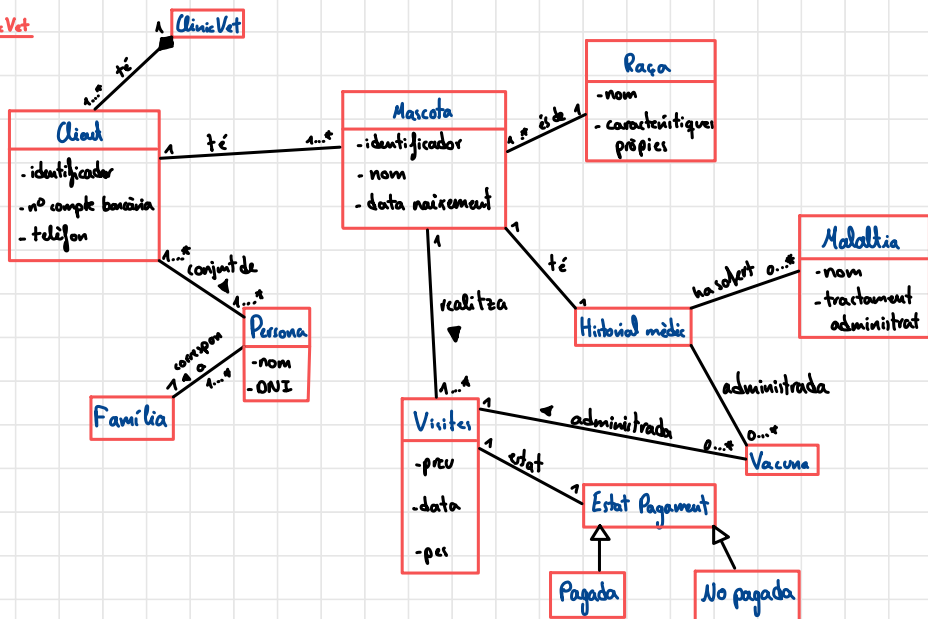 Vet
ClinicVet
1
té
1...*
Client
- identificador
- nº compte bancària
- telèfon
1
té
1...*
Mascota
- identificador
- nom
- data naixement
1..*
és de
1
Raça
- nom
- característiques
pròpies
1...*
conjunt de
1...*
Persona
- nom
- DNI
correspon
a
1
1...*
Família
1
realitza
1...*
1
té
1
Historial mèdic
ha sofert
0...*
Malaltia
- nom
- tractament
administrat
administrada
0...*
Vacuna
Visites
- preu
- data
- pes
1
administrada
0...*
1
estat
1
Estat Pagament
Pagada
No pagada